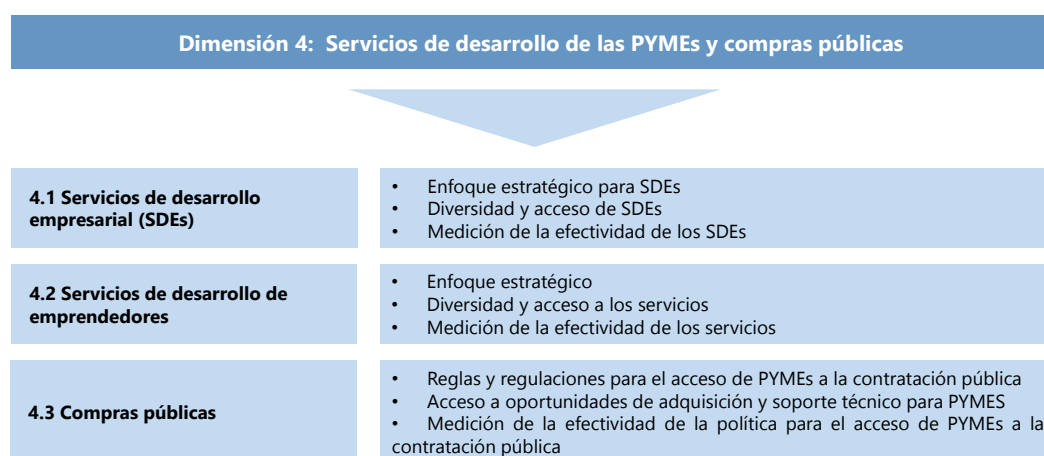 Dimensión 4: Servicios de desarrollo de las PYMEs y compras públicas
4.1 Servicios de desarrollo
empresarial (SDEs)
• Enfoque estratégico para SDEs
• Diversidad y acceso de SDEs
• Medición de la efectividad de los SDEs
4.2 Servicios de desarrollo de
emprendedores
• Enfoque estratégico
• Diversidad y acceso a los servicios
• Medición de la efectividad de los servicios
4.3 Compras públicas
• Reglas y regulaciones para el acceso de PYMEs a la contratación pública
• Acceso a oportunidades de adquisición y soporte técnico para PYMES
• Medición de la efectividad de la política para el acceso de PYMEs a la
contratación pública